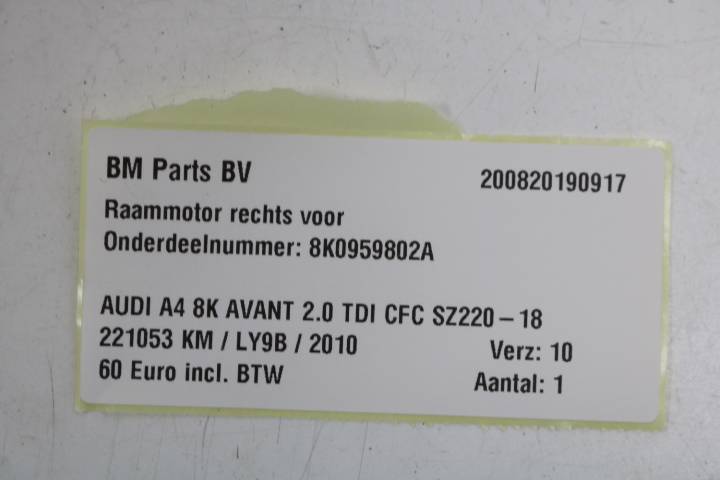 BM Parts BV 200820190917
Raammotor rechts voor
Onderdeelnummer: 8K0959802A
AUDI A4 8K AVANT 2.0 TDI CFC SZ220-18
221053 KM / LY9B / 2010 Verz: 10
60 Euro incl. BTW Aantal: 1